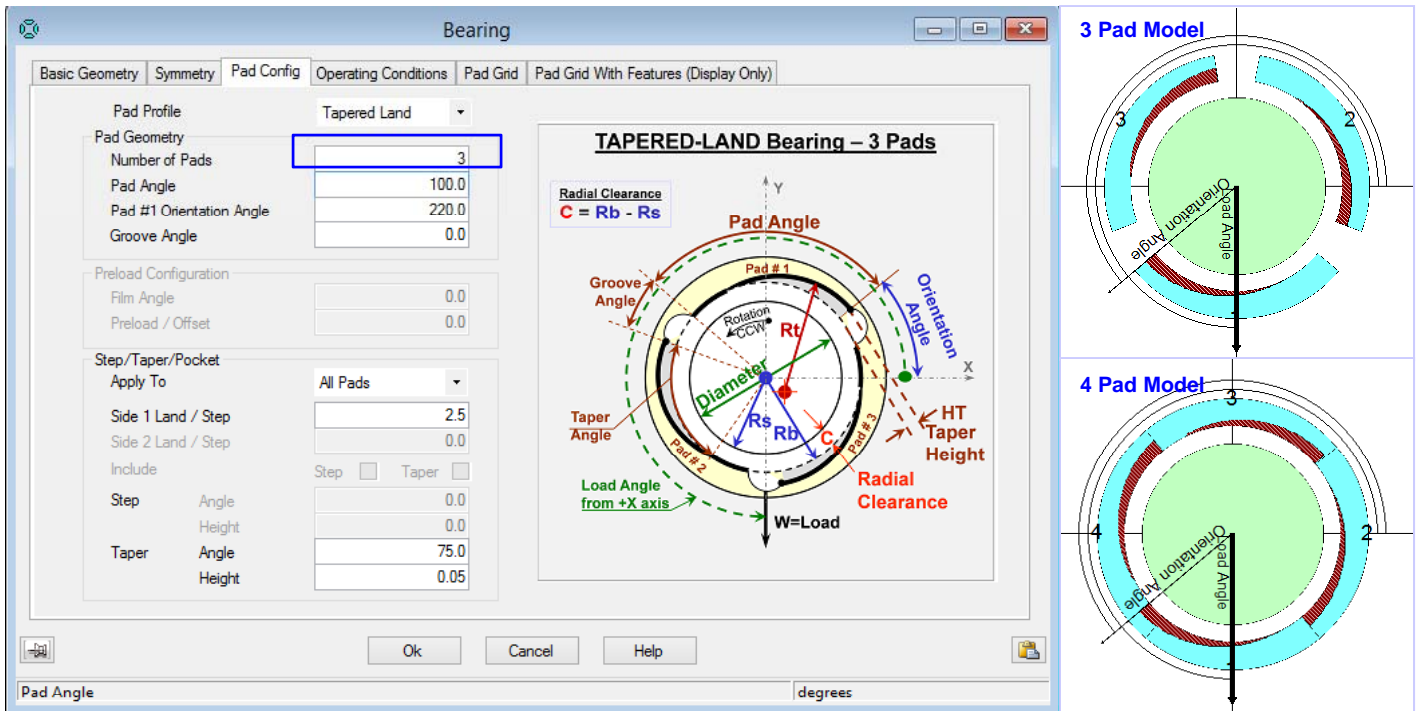 Bearing
Basic Geometry
Symmetry
Pad Config
Operating Conditions
Pad Grid
Pad Grid With Features (Display Only)
Pad Profile
Tapered Land
Pad Geometry
Number of Pads
3
Pad Angle
100.0
Pad #1 Orientation Angle
220.0
Groove Angle
0.0
Preload Configuration
Film Angle
0.0
Preload / Offset
0.0
Step/Taper/Pocket
Apply To
All Pads
Side 1 Land / Step
2.5
Side 2 Land / Step
0.0
Include
Step
Taper
Step
Angle
0.0
Height
0.0
Taper
Angle
75.0
Height
0.05
TAPERED-LAND Bearing – 3 Pads
Radial Clearance
C = Rb - Rs
Y
Pad Angle
Pad # 1
Groove
Angle
Orientation
Angle
Rotation
CCW
Rt
X
Diameter
Taper
Angle
Rs
Rb
C
HT
Taper
Height
Pad # 2
Pad # 3
Load Angle
from +X axis
Radial
Clearance
W=Load
Ok
Cancel
Help
Pad Angle
degrees
3 Pad Model
3
2
Orientation Angle
Load Angle
1
4 Pad Model
3
4
2
Orientation Angle
Load Angle
1